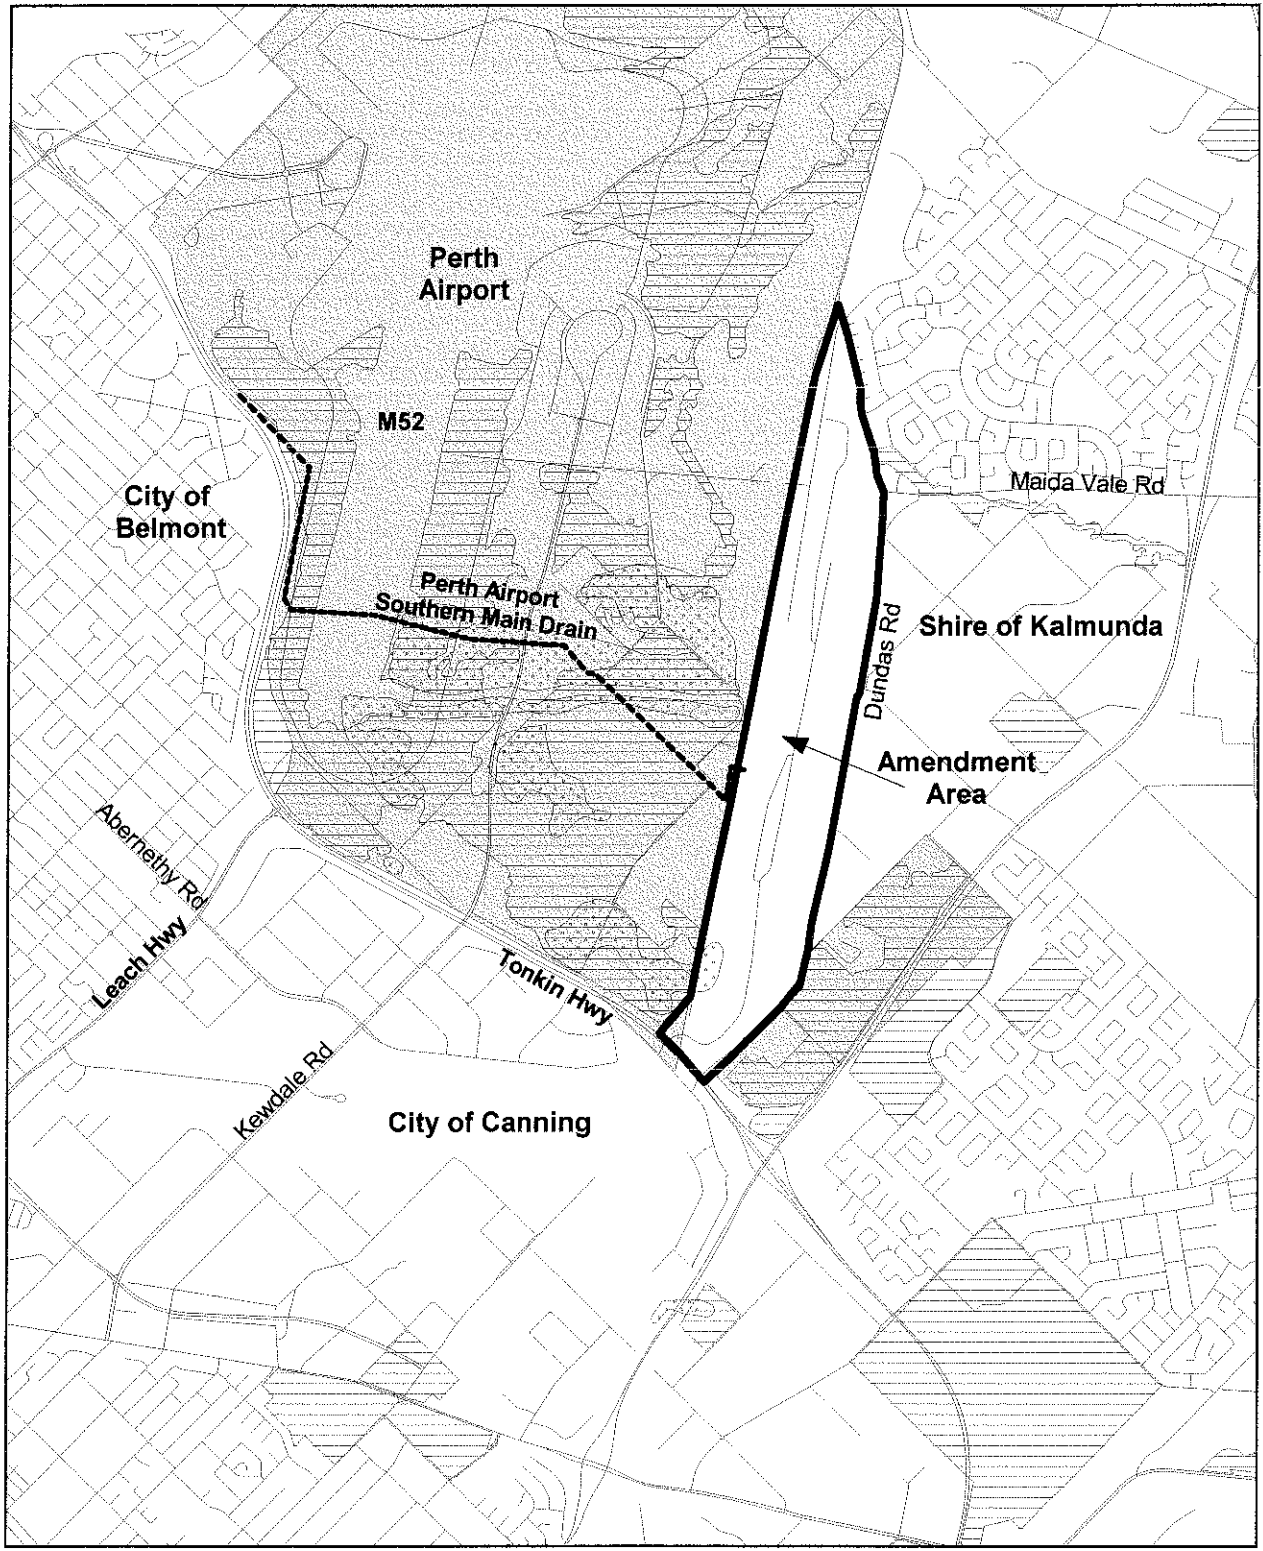 Perth
Airport
M52
City of
Belmont
Maida Vale Rd
Perth Airport
Southern Main Drain
Shire of Kalmunda
Dundas Rd
Amendment
Area
Abernethy Rd
Leach Hwy
Tonkin Hwy
Kewdale Rd
City of Canning